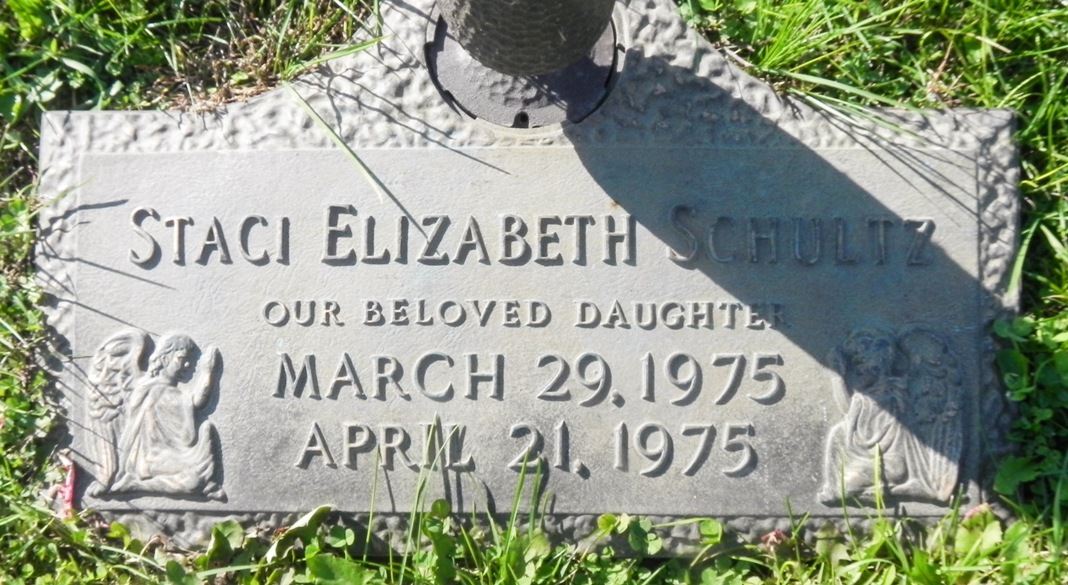 STACI ELIZABETH SCHULTZ
OUR BELOVED DAUGHTER
MARCH 29, 1975
APRIL 21, 1975